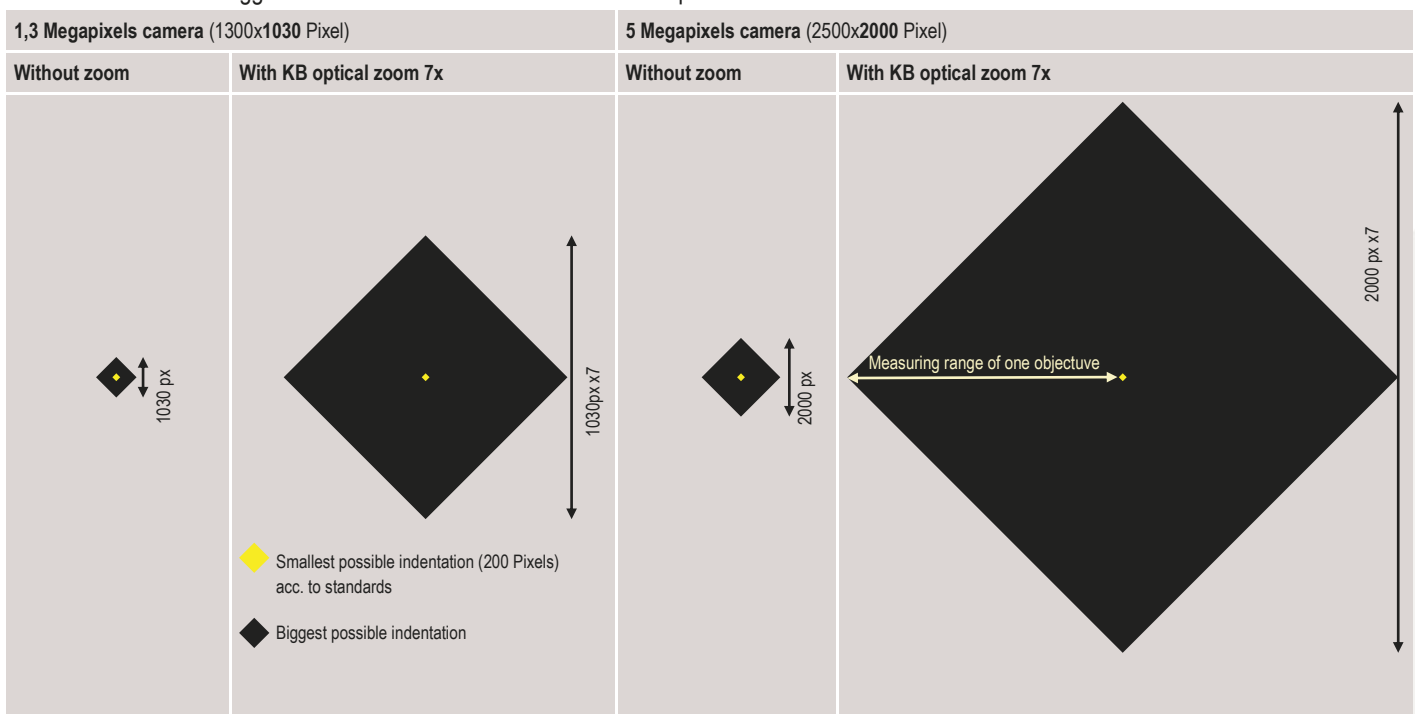 1,3 Megapixels camera (1300x1030 Pixel)
5 Megapixels camera (2500x2000 Pixel)
Without zoom
With KB optical zoom 7x
Without zoom
With KB optical zoom 7x
1030 px
1030px x7
Smallest possible indentation (200 Pixels)
acc. to standards
Biggest possible indentation
2000 px
Measuring range of one objectuve
2000 px x7